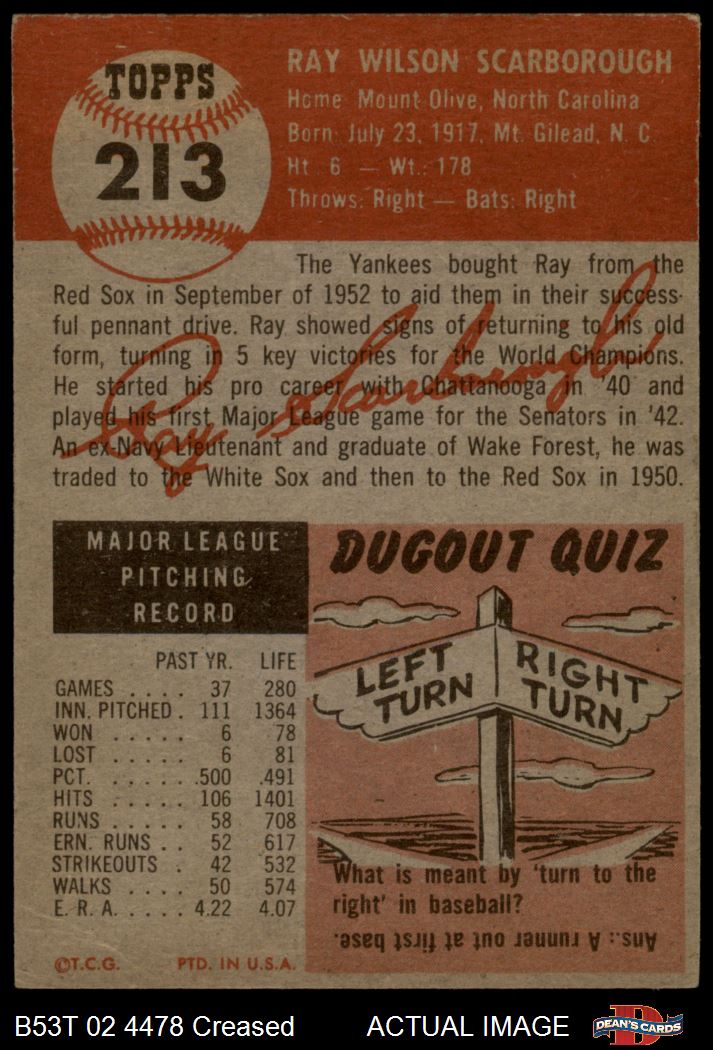 TOPPS
213
RAY WILSON SCARBOROUGH
Home: Mount Olive, North Carolina
Born: July 23, 1917, Mt. Gilead, N. C.
Ht. 6 — Wt.: 178
Throws: Right — Bats: Right
The Yankees bought Ray from the
Red Sox in September of 1952 to aid them in their success-
ful pennant drive. Ray showed signs of returning to his old
form, turning in 5 key victories for the World Champions.
He started his pro career with Chattanooga in '40 and
played his first Major League game for the Senators in '42.
An ex-Navy Lieutenant and graduate of Wake Forest, he was
traded to the White Sox and then to the Red Sox in 1950.
Ray Scarborough
MAJOR LEAGUE
PITCHING
RECORD
PAST YR. LIFE
GAMES . . . . 37 280
INN. PITCHED . 111 1364
WON . . . . . 6 78
LOST . . . . . 6 81
PCT. . . . . . .500 .491
HITS . . . . . 106 1401
RUNS . . . . . 58 708
ERN. RUNS . . 52 617
STRIKEOUTS . 42 532
WALKS . . . . 50 574
E. R. A. . . . . . 4.22 4.07
©T.C.G. PTD. IN U.S.A.
DUGOUT QUIZ
LEFT
TURN
RIGHT
TURN
What is meant by 'turn to the
right' in baseball?
Ans.: A runner out at first base.
B53T 02 4478 Creased ACTUAL IMAGE
D
DEAN'S CARDS